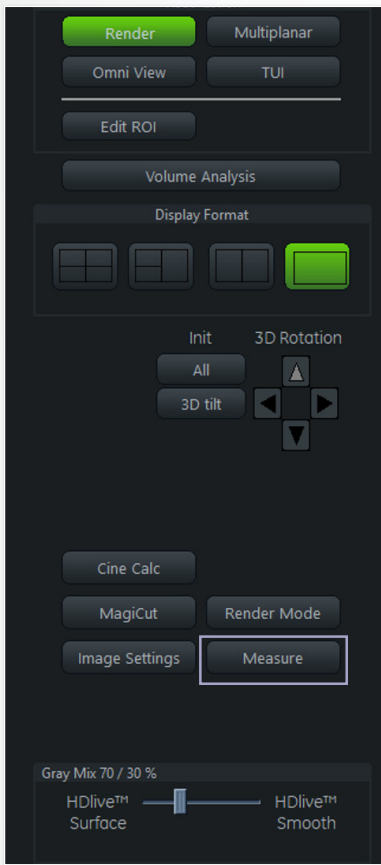 Render Multiplanar
Omni View TUI
Edit ROI
Volume Analysis
Display Format
Init 3D Rotation
All
3D tilt
Cine Calc
MagiCut Render Mode
Image Settings Measure
Gray Mix 70 / 30 %
HDlive™ HDlive™
Surface Smooth